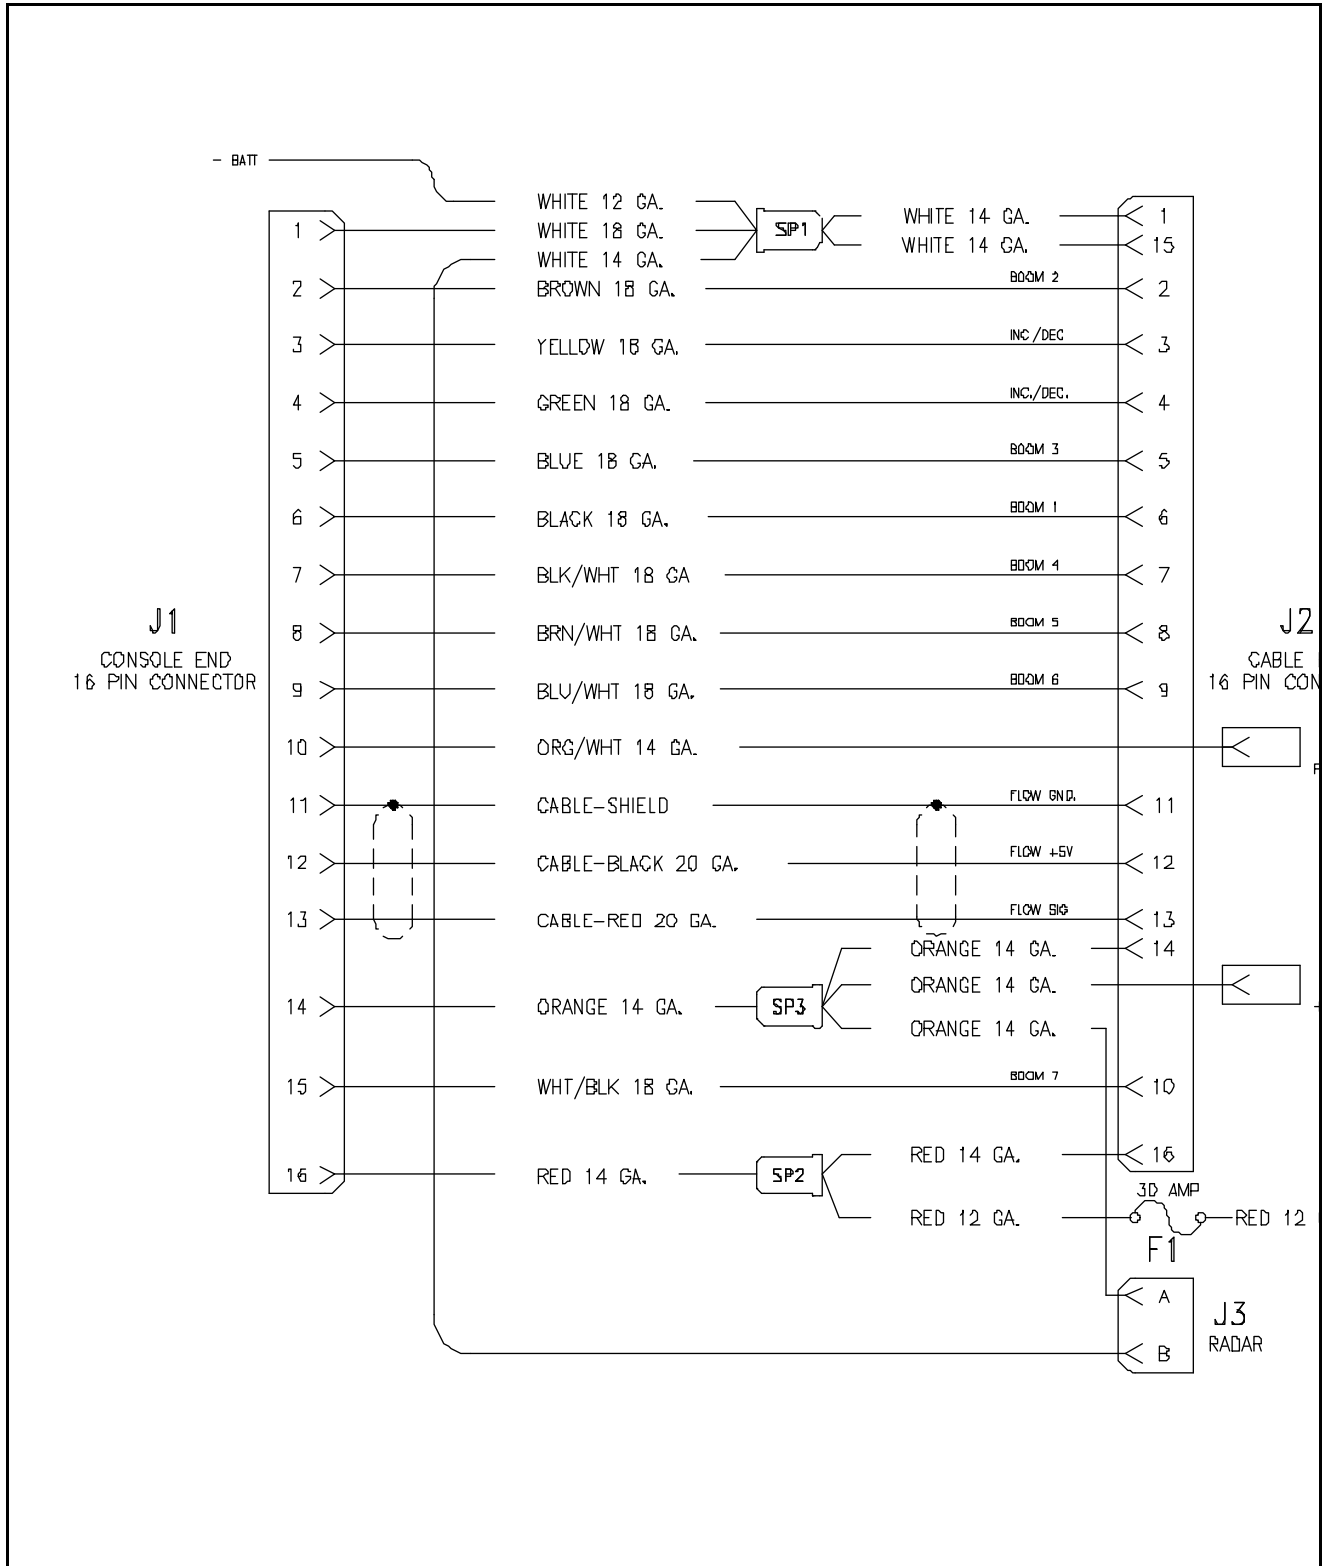 - BATT
WHITE 12 GA.
1 WHITE 18 GA. SP1 WHITE 14 GA. 1
WHITE 14 GA. WHITE 14 GA. 15
2 BROWN 18 GA. BOOM 2 2
3 YELLOW 18 GA. INC/DEC 3
4 GREEN 18 GA. INC./DEC. 4
5 BLUE 18 GA. BOOM 3 5
6 BLACK 18 GA. BOOM 1 6
7 BLK/WHT 18 GA BOOM 4 7
J1
J2
8 BRN/WHT 18 GA. BOOM 5 8
CONSOLE END
16 PIN CONNECTOR
CABLE
16 PIN CON
9 BLU/WHT 18 GA. BOOM 6 9
10 ORG/WHT 14 GA.
11 CABLE-SHIELD FLOW GND. 11
12 CABLE-BLACK 20 GA. FLOW +5V 12
13 CABLE-RED 20 GA. FLOW SIG 13
ORANGE 14 GA. 14
ORANGE 14 GA.
14 ORANGE 14 GA. SP3
ORANGE 14 GA.
15 WHT/BLK 18 GA. BOOM 7 10
RED 14 GA. 16
16 RED 14 GA. SP2
30 AMP
RED 12 GA. RED 12
F1
A
J3
RADAR
B